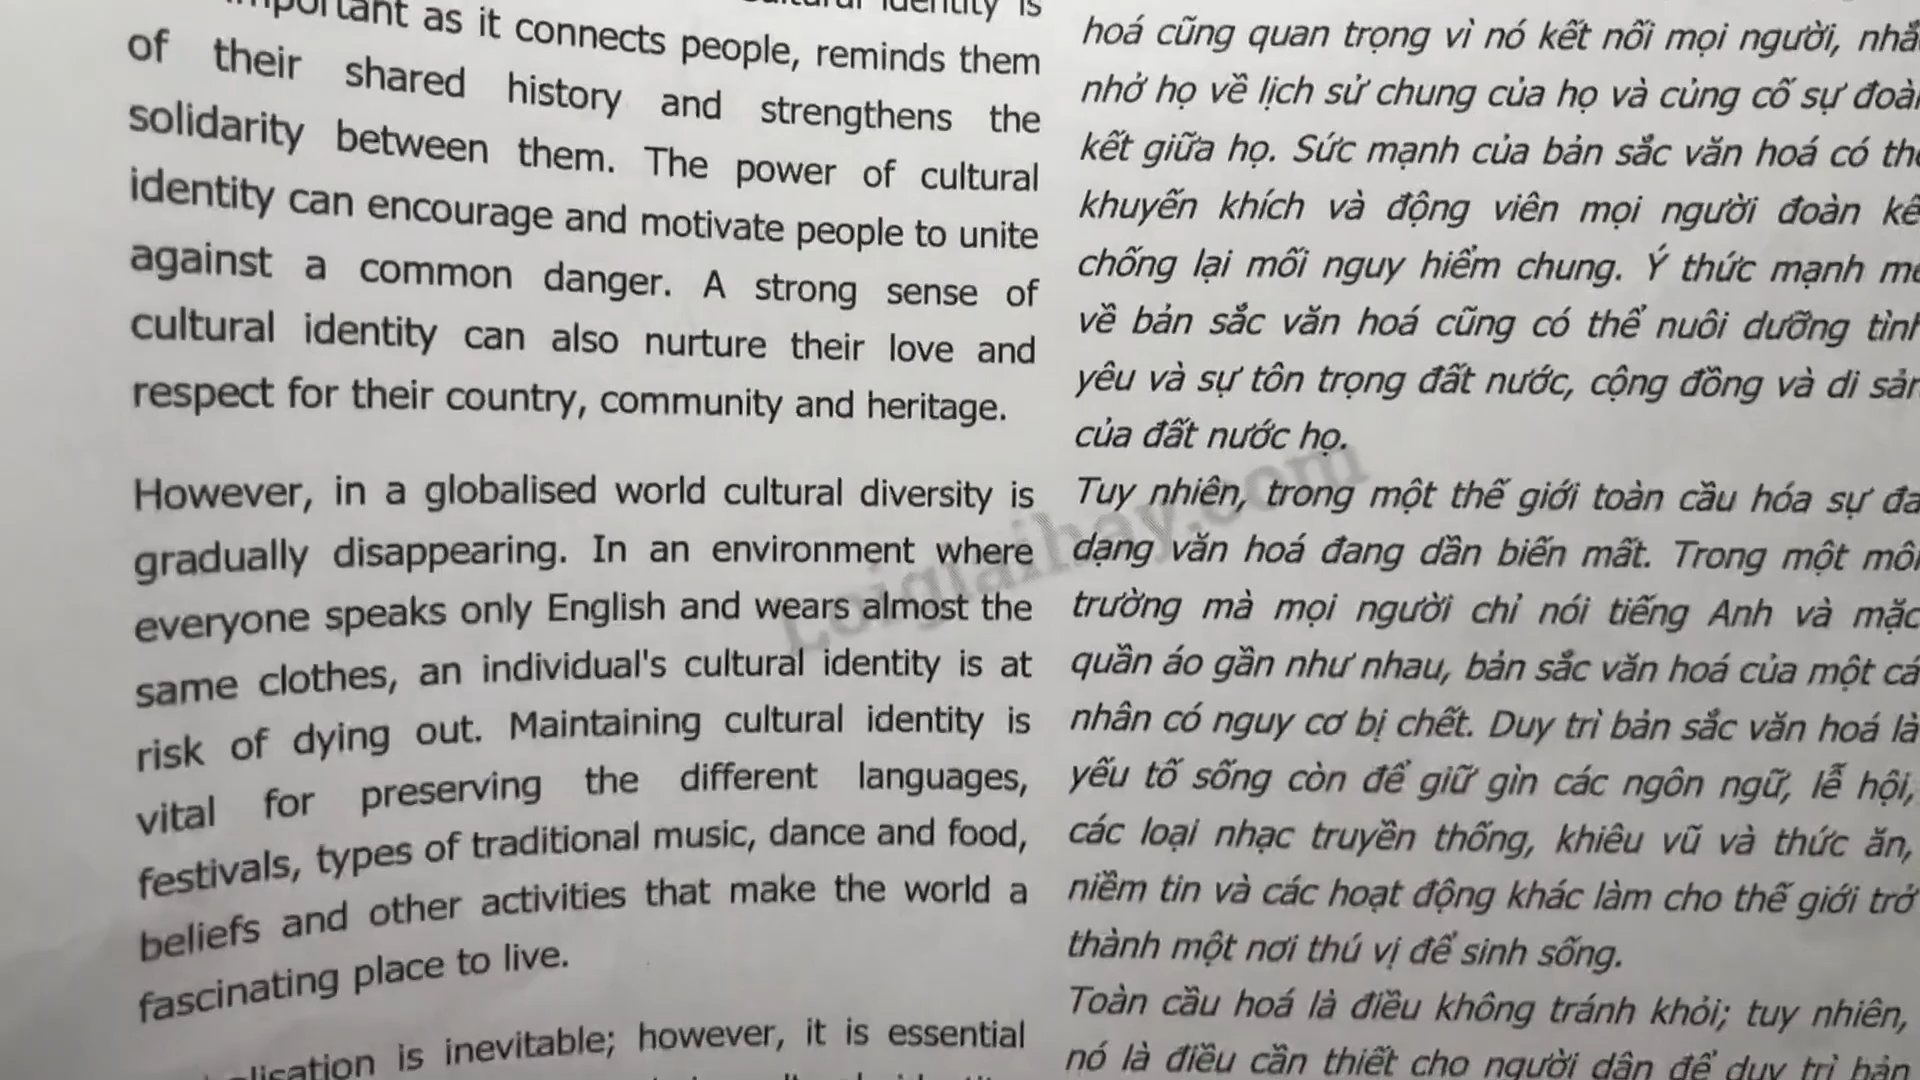 identity is
important as it connects people, reminds them
of their shared history and strengthens the
solidarity between them. The power of cultural
identity can encourage and motivate people to unite
against a common danger. A strong sense of
cultural identity can also nurture their love and
respect for their country, community and heritage.
However, in a globalised world cultural diversity is
gradually disappearing. In an environment where
everyone speaks only English and wears almost the
same clothes, an individual's cultural identity is at
risk of dying out. Maintaining cultural identity is
vital for preserving the different languages,
festivals, types of traditional music, dance and food,
beliefs and other activities that make the world a
fascinating place to live.
is inevitable; however, it is essential
hoá cũng quan trọng vì nó kết nối mọi người, nhắ
nhở họ về lịch sử chung của họ và củng cố sự đoà
kết giữa họ. Sức mạnh của bản sắc văn hoá có th
khuyến khích và động viên mọi người đoàn kế
chống lại mối nguy hiểm chung. Ý thức mạnh m
về bản sắc văn hoá cũng có thể nuôi dưỡng tình
yêu và sự tôn trọng đất nước, cộng đồng và di sản
của đất nước họ.
Tuy nhiên, trong một thế giới toàn cầu hóa sự đa
dạng văn hoá đang dần biến mất. Trong một môi
trường mà mọi người chỉ nói tiếng Anh và mặc
quần áo gần như nhau, bản sắc văn hoá của một cá
nhân có nguy cơ bị chết. Duy trì bản sắc văn hoá là
yếu tố sống còn để giữ gìn các ngôn ngữ, lễ hội,
các loại nhạc truyền thống, khiêu vũ và thức ăn,
niềm tin và các hoạt động khác làm cho thế giới trở
thành một nơi thú vị để sinh sống.
Toàn cầu hoá là điều không tránh khỏi; tuy nhiên,
nó là điều cần thiết cho người dân để duy trì bản
Loigiaihay.com